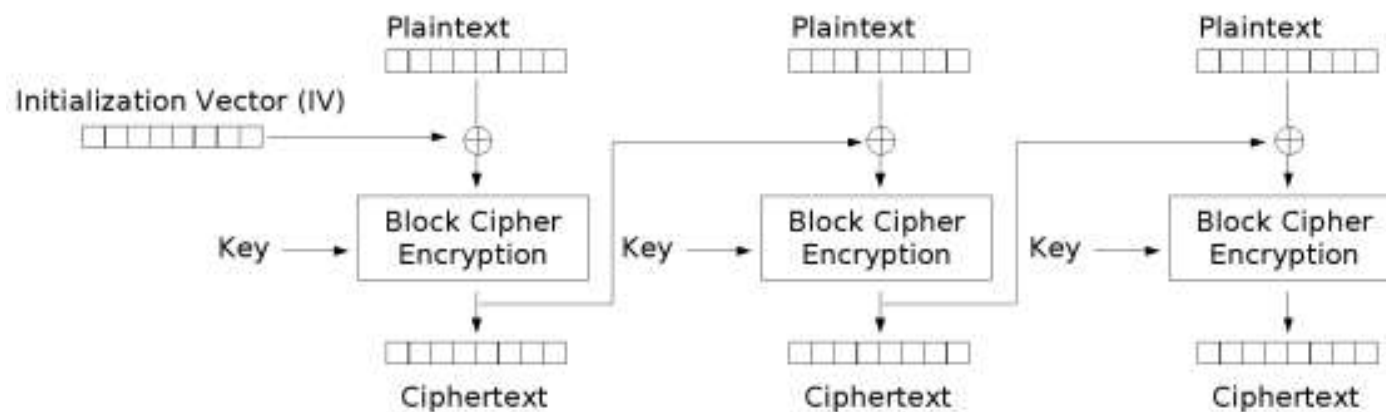 Plaintext
Plaintext
Plaintext
Initialization Vector (IV)
Key
Block Cipher
Encryption
Key
Block Cipher
Encryption
Key
Block Cipher
Encryption
Ciphertext
Ciphertext
Ciphertext